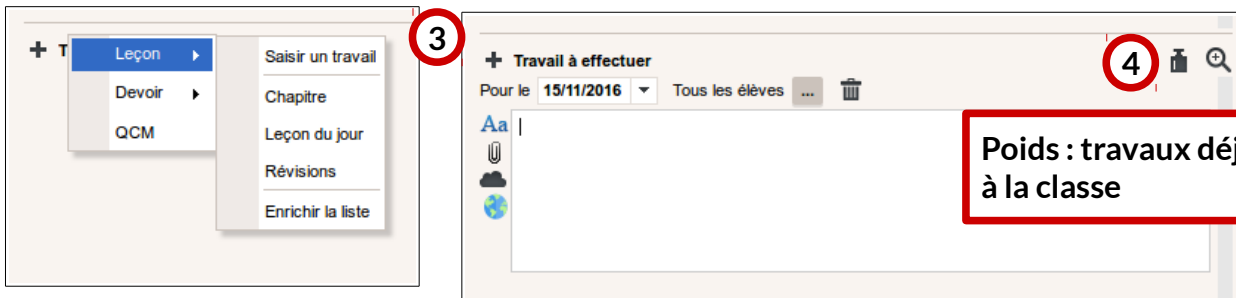 T
Leçon
Devoir
QCM
Saisir un travail
Chapitre
Leçon du jour
Révisions
Enrichir la liste
3
Travail à effectuer
Pour le 15/11/2016 Tous les élèves ...
Aa
4
Poids : travaux déj
à la classe